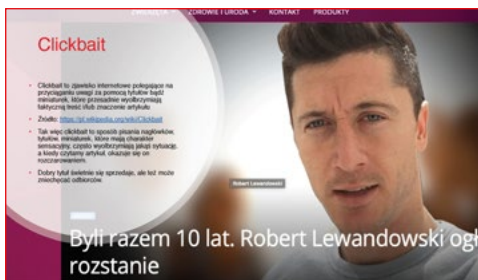 ZDROWIE I URODA KONTAKT PRODUKTY
Clickbait
• Clickbait to zjawisko internetowe polegające na
przyciąganiu uwagi za pomocą tytułów bądź
miniaturek, które przesadnie wyolbrzymiają
faktyczną treść i/lub znaczenie artykułu
• Źródło: https://pl.wikipedia.org/wiki/Clickbait
• Tak więc clickbait to sposób pisania nagłówków,
tytułów, miniaturek, które mają charakter
sensacyjny, często wyolbrzymiają jakąś sytuację,
a kiedy czytamy artykuł, okazuje się on
rozczarowaniem.
• Dobry tytuł świetnie się sprzedaje, ale też może
zniechęcać odbiorców.
Robert Lewandowski
Byli razem 10 lat. Robert Lewandowski ogł
rozstanie